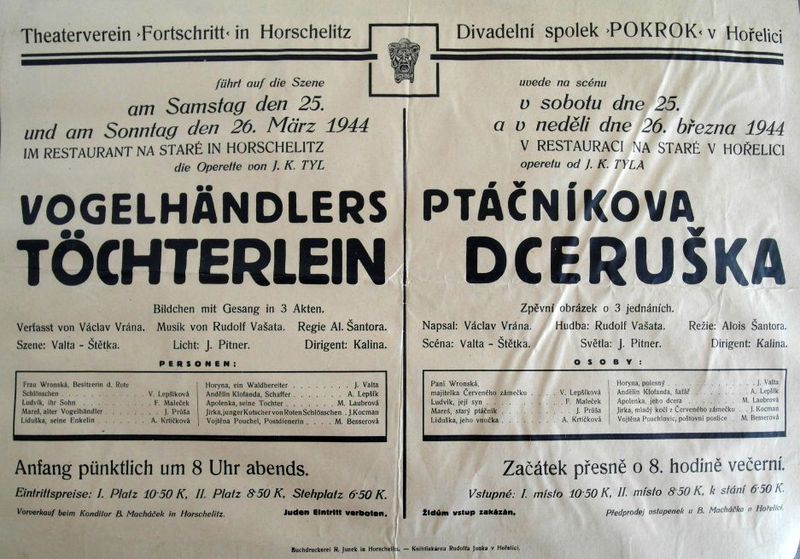 Theaterverein ›Fortschritt‹ in Horschelitz
führt auf die Szene
am Samstag den 25.
und am Sonntag den 26. März 1944
IM RESTAURANT NA STARÉ IN HORSCHELITZ
die Operette von J. K. TYL
VOGELHÄNDLERS
TÖCHTERLEIN
Bildchen mit Gesang in 3 Akten.
Verfasst von Václav Vrána. Musik von Rudolf Vašata. Regie Al. Šantora.
Szene: Valta - Štětka. Licht: J. Pitner. Dirigent: Kalina.
PERSONEN:
Frau Wronská, Besitzerin d. Rote
Schlösschen V. Lepšíková
Ludvík, ihr Sohn F. Maleček
Mareš, alter Vogelhändler J. Průša
Liduška, seine Enkelin A. Krtičková
Horyna, ein Waldbereiter J. Valta
Andělín Klofanda, Schaffer A. Lepšík
Apolenka, seine Tochter M. Laubrová
Jirka, junger Kutscher von Roten Schlösschen J. Kocman
Vojtěna Pouchel, Postdienerin M. Besserová
Anfang pünktlich um 8 Uhr abends.
Eintrittspreise: I. Platz 10·50 K, II. Platz 8·50 K, Stehplatz 6·50 K.
Vorverkauf beim Konditor B. Macháček in Horschelitz. Juden Eintritt verboten.
Divadelní spolek ›POKROK‹ v Hořelici
uvede na scénu
v sobotu dne 25.
a v neděli dne 26. března 1944
V RESTAURACI NA STARÉ V HOŘELICI
operetu od J. K. TYLA
PTÁČNÍKOVA
DCERUŠKA
Zpěvní obrázek o 3 jednáních.
Napsal: Václav Vrána. Hudba: Rudolf Vašata. Režie: Alois Šantora.
Scéna: Valta - Štětka. Světla: J. Pitner. Dirigent: Kalina.
OSOBY:
Paní Wronská,
majitelka Červeného zámečku V. Lepšíková
Ludvík, její syn F. Maleček
Mareš, starý ptáčník J. Průša
Liduška, jeho vnučka A. Krtičková
Horyna, polesný J. Valta
Andělín Klofanda, šafář A. Lepšík
Apolenka, jeho dcera M. Laubrová
Jirka, mladý kočí z Červeného zámečku J. Kocman
Vojtěna Pouchlovic, poštovní poslice M. Besserová
Začátek přesně o 8. hodině večerní.
Vstupné: I. místo 10·50 K, II. místo 8·50 K, k stání 6·50 K.
Židům vstup zakázán. Předprodej vstupenek u B. Macháčka v Hořelici.
Buchdruckerei R. Junek in Horschelitz. — Knihtiskárna Rudolfa Junka v Hořelici.